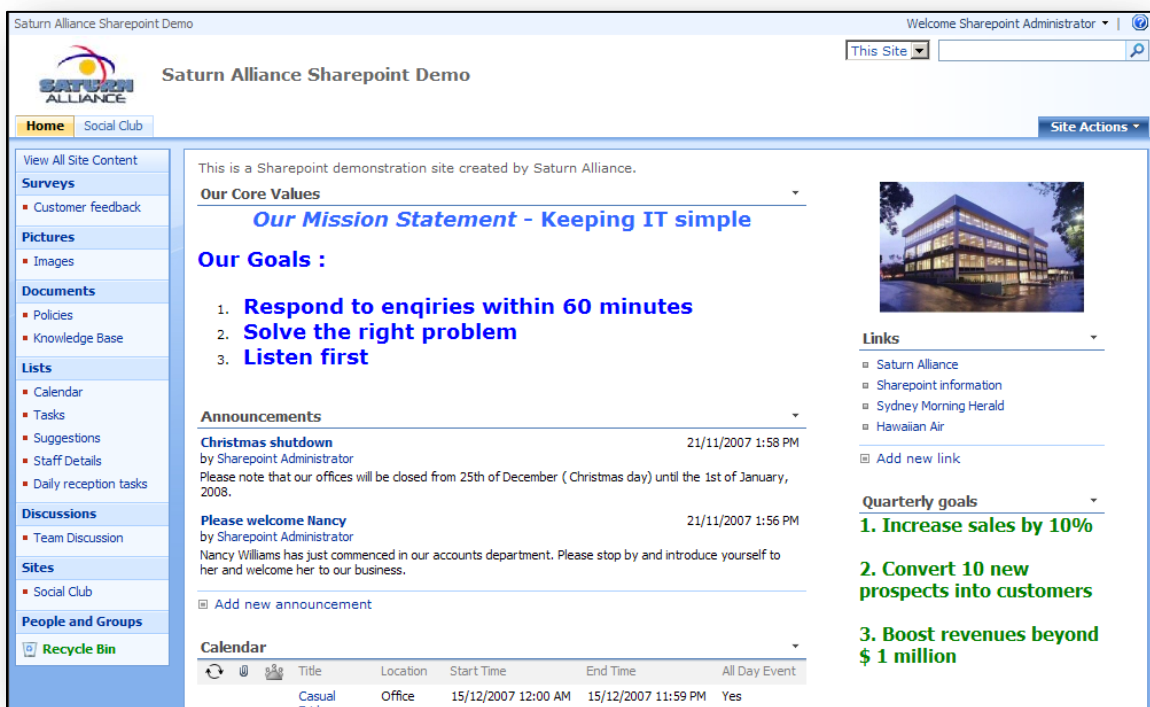 Saturn Alliance Sharepoint Demo
Welcome Sharepoint Administrator
This Site
SATURN
ALLIANCE
Saturn Alliance Sharepoint Demo
Home
Social Club
Site Actions
View All Site Content
Surveys
Customer feedback
Pictures
Images
Documents
Policies
Knowledge Base
Lists
Calendar
Tasks
Suggestions
Staff Details
Daily reception tasks
Discussions
Team Discussion
Sites
Social Club
People and Groups
Recycle Bin
This is a Sharepoint demonstration site created by Saturn Alliance.
Our Core Values
Our Mission Statement - Keeping IT simple
Our Goals :
1. Respond to enqiries within 60 minutes
2. Solve the right problem
3. Listen first
Announcements
Christmas shutdown 21/11/2007 1:58 PM
by Sharepoint Administrator
Please note that our offices will be closed from 25th of December ( Christmas day) until the 1st of January,
2008.
Please welcome Nancy 21/11/2007 1:56 PM
by Sharepoint Administrator
Nancy Williams has just commenced in our accounts department. Please stop by and introduce yourself to
her and welcome her to our business.
Add new announcement
Calendar
Title Location Start Time End Time All Day Event
Casual Office 15/12/2007 12:00 AM 15/12/2007 11:59 PM Yes
Links
Saturn Alliance
Sharepoint information
Sydney Morning Herald
Hawaiian Air
Add new link
Quarterly goals
1. Increase sales by 10%
2. Convert 10 new
prospects into customers
3. Boost revenues beyond
$ 1 million